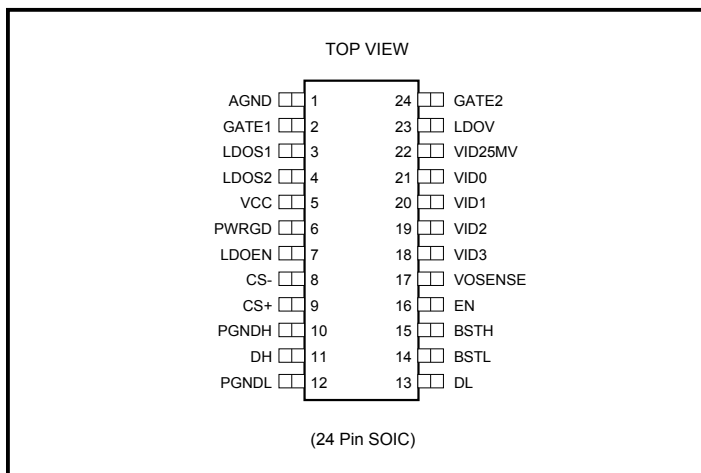 TOP VIEW
AGND 1 24 GATE2
GATE1 2 23 LDOV
LDOS1 3 22 VID25MV
LDOS2 4 21 VID0
VCC 5 20 VID1
PWRGD 6 19 VID2
LDOEN 7 18 VID3
CS- 8 17 VOSENSE
CS+ 9 16 EN
PGNDH 10 15 BSTH
DH 11 14 BSTL
PGNDL 12 13 DL
(24 Pin SOIC)